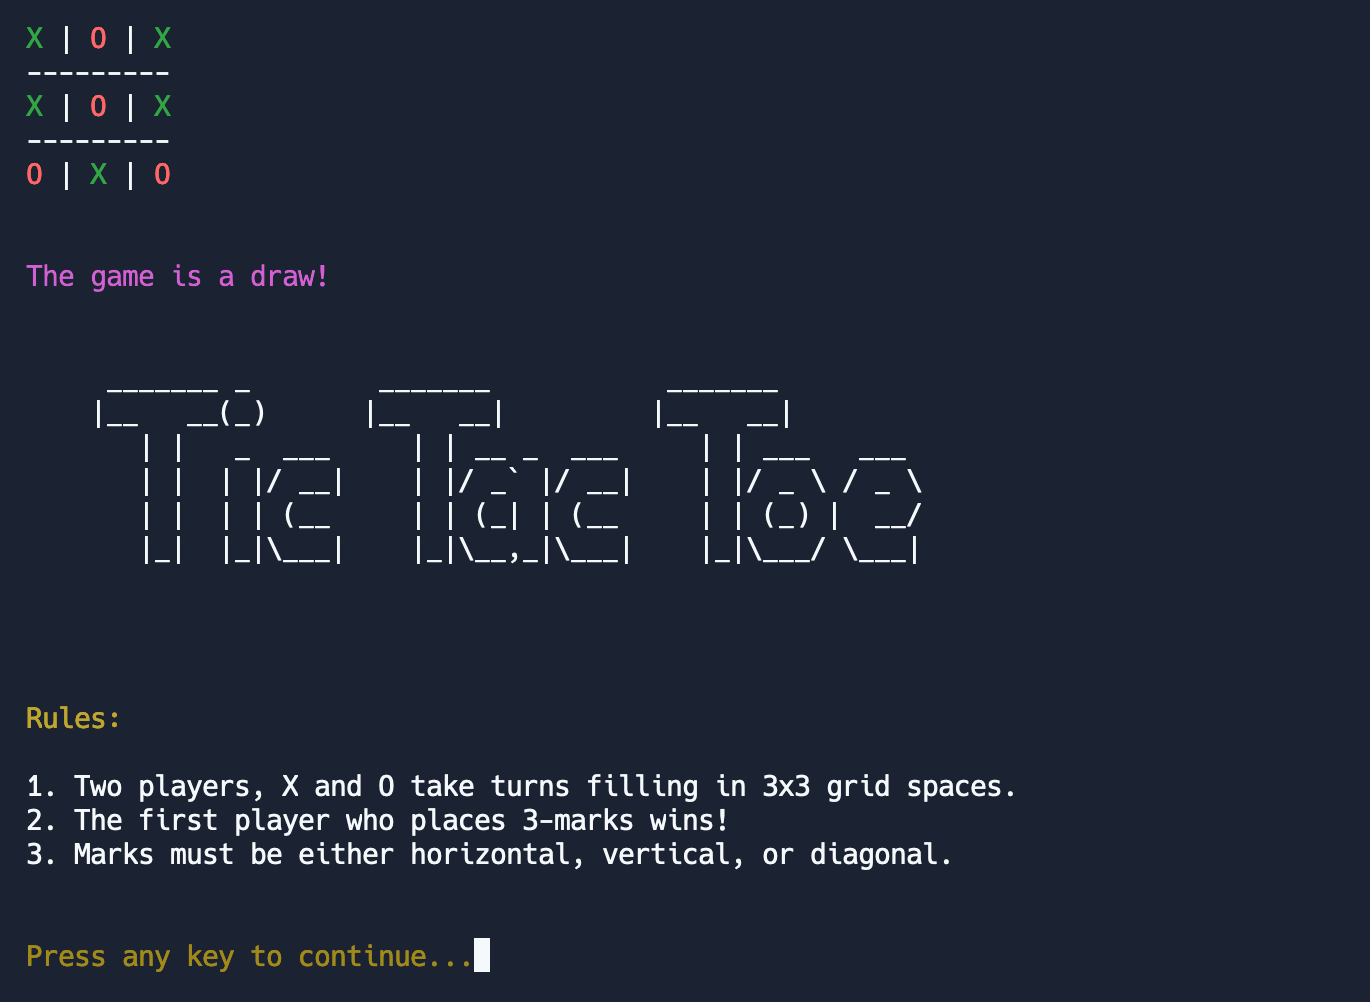 X | O | X
---------
X | O | X
---------
O | X | O
The game is a draw!
Tic Tac Toe
Rules:
1. Two players, X and O take turns filling in 3x3 grid spaces.
2. The first player who places 3-marks wins!
3. Marks must be either horizontal, vertical, or diagonal.
Press any key to continue...